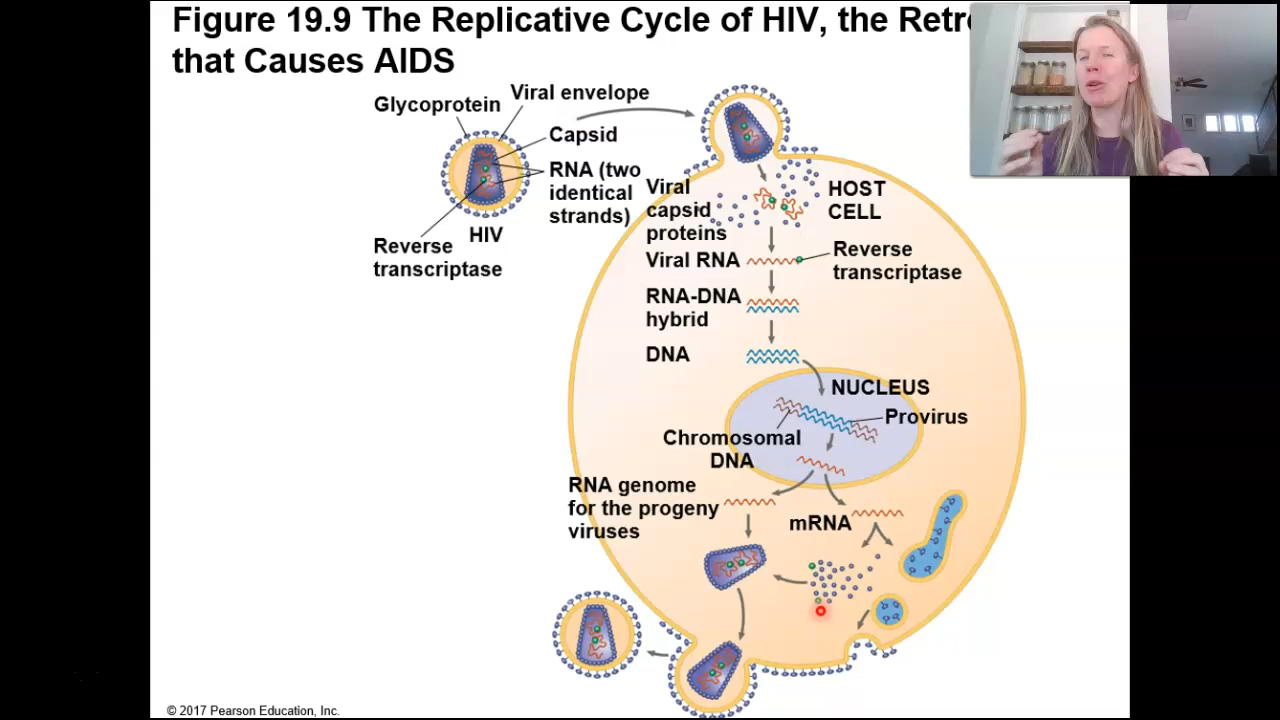 Figure 19.9 The Replicative Cycle of HIV, the
that Causes AIDS
Glycoprotein
Viral envelope
Capsid
RNA (two
identical
strands)
Reverse
transcriptase
HIV
Viral
capsid
proteins
HOST
CELL
Viral RNA
Reverse
transcriptase
RNA-DNA
hybrid
DNA
NUCLEUS
Provirus
Chromosomal
DNA
RNA genome
for the progeny
viruses
mRNA
© 2017 Pearson Education, Inc.